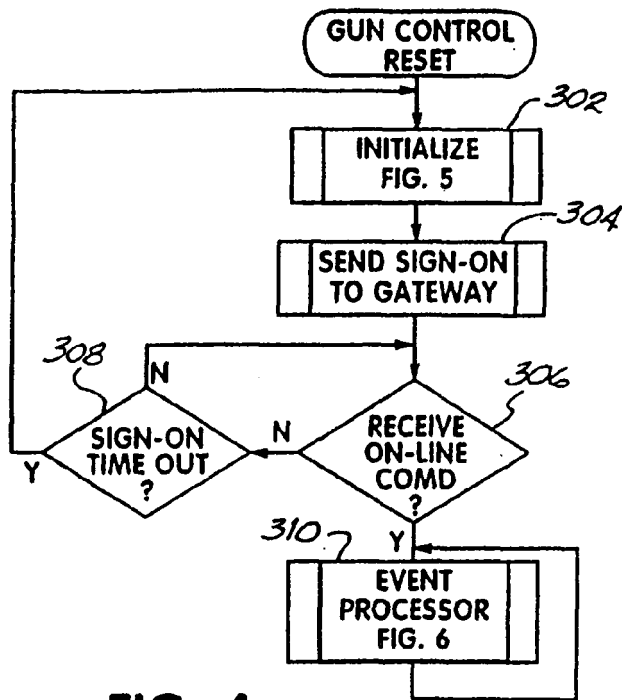 GUN CONTROL
RESET
302
INITIALIZE
FIG. 5
304
SEND SIGN-ON
TO GATEWAY
308
N
306
SIGN-ON
TIME OUT
?
Y
N
RECEIVE
ON-LINE
COMD
?
310
Y
EVENT
PROCESSOR
FIG. 6